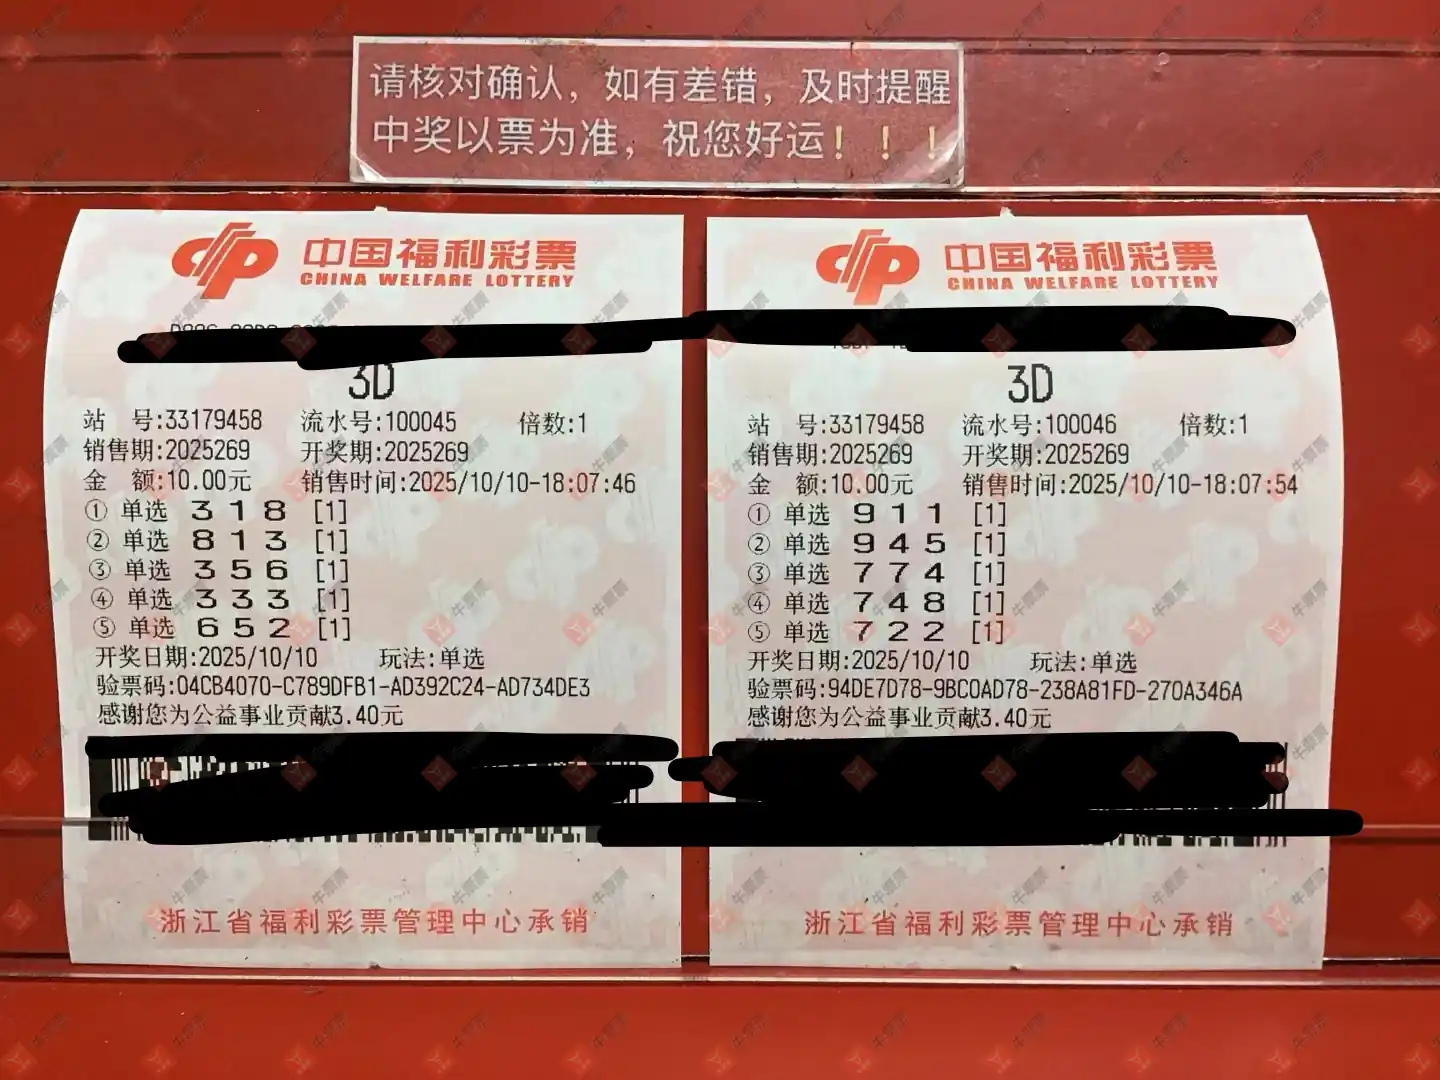 请核对确认，如有差错，及时提醒
中奖以票为准，祝您好运！！！
中国福利彩票
CHINA WELFARE LOTTERY
3D
站 号:33179458 流水号:100045 倍数:1
销售期:2025269 开奖期:2025269
金 额:10.00元 销售时间:2025/10/10-18:07:46
① 单选 3 1 8 [1]
② 单选 8 1 3 [1]
③ 单选 3 5 6 [1]
④ 单选 3 3 3 [1]
⑤ 单选 6 5 2 [1]
开奖日期:2025/10/10 玩法:单选
验票码:04CB4070-C789DFB1-AD392C24-AD734DE3
感谢您为公益事业贡献3.40元
浙江省福利彩票管理中心承销
中国福利彩票
CHINA WELFARE LOTTERY
3D
站 号:33179458 流水号:100046 倍数:1
销售期:2025269 开奖期:2025269
金 额:10.00元 销售时间:2025/10/10-18:07:54
① 单选 9 1 1 [1]
② 单选 9 4 5 [1]
③ 单选 7 7 4 [1]
④ 单选 7 4 8 [1]
⑤ 单选 7 2 2 [1]
开奖日期:2025/10/10 玩法:单选
验票码:94DE7D78-9BC0AD78-238A81FD-270A346A
感谢您为公益事业贡献3.40元
浙江省福利彩票管理中心承销